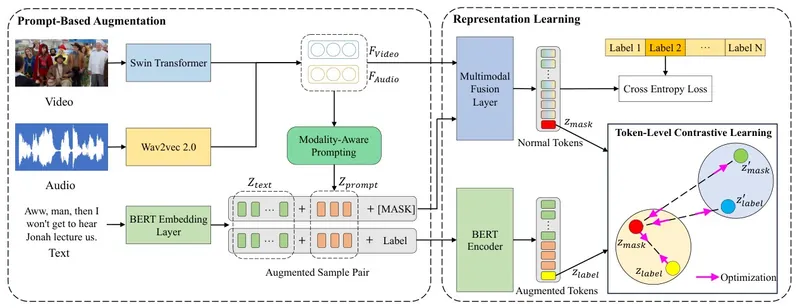 Prompt-Based Augmentation
Swin Transformer
Video
Wav2vec 2.0
Audio
Aww, man, then I
won't get to hear
Jonah lecture us.
Text
BERT Embedding
Layer
F_Video
F_Audio
Modality-Aware
Prompting
Z_text
Z_prompt
... + + [MASK]
... + + Label
Augmented Sample Pair
Representation Learning
Multimodal
Fusion
Layer
z_mask
Normal Tokens
Label 1 Label 2 ... Label N
Cross Entropy Loss
BERT
Encoder
z_label
Augmented Tokens
Token-Level Contrastive Learning
z'_mask
z'_label
z_mask
z_label
Optimization